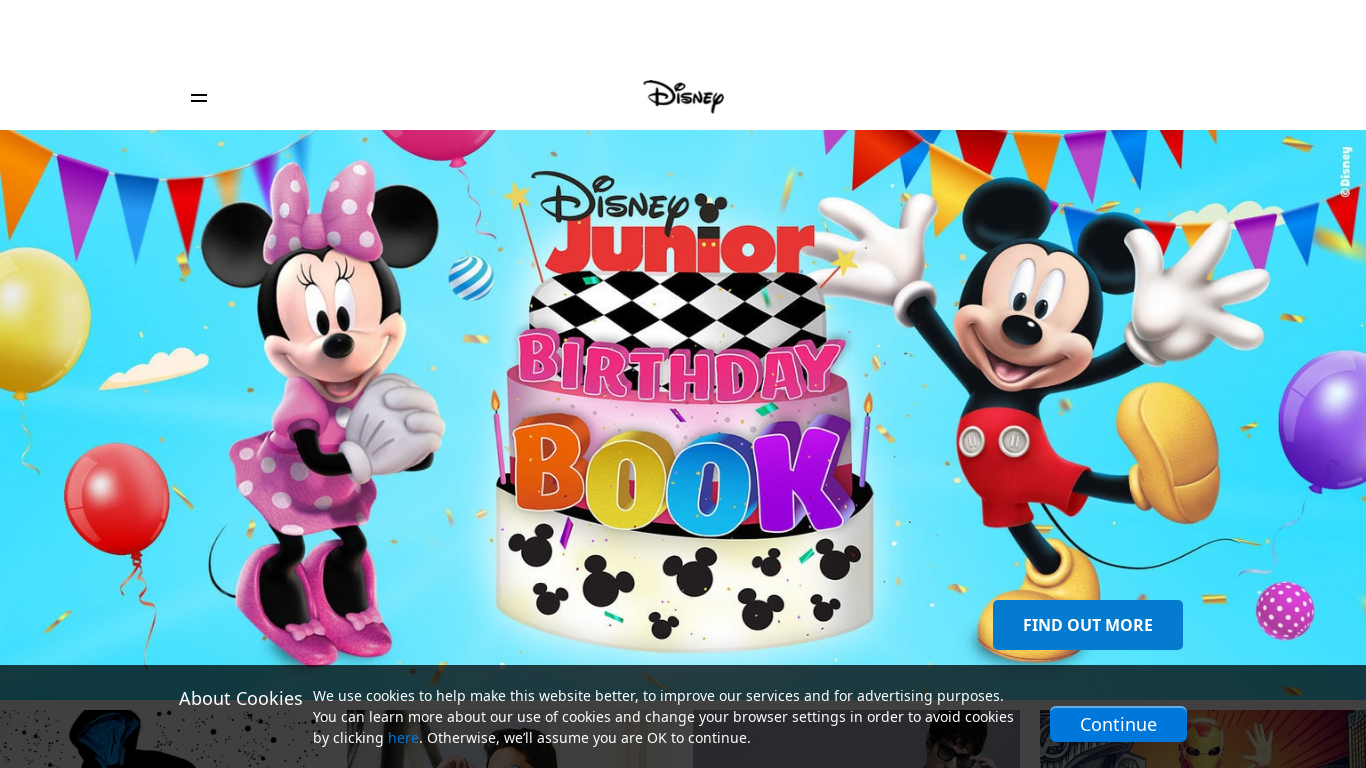 Disney
©Disney
Disney
Junior
BIRTHDAY
BOOK
FIND OUT MORE
About Cookies
We use cookies to help make this website better, to improve our services and for advertising purposes.
You can learn more about our use of cookies and change your browser settings in order to avoid cookies
by clicking here. Otherwise, we'll assume you are OK to continue.
Continue